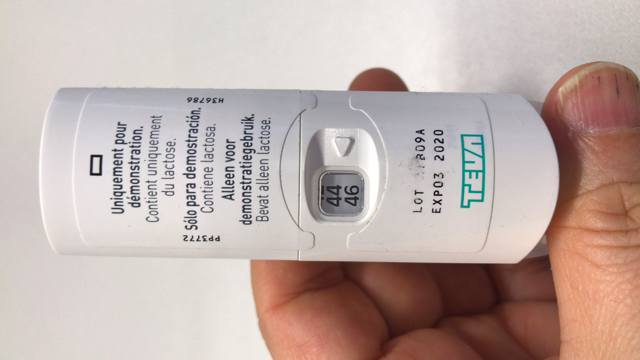 Uniquement pour
démonstration.
Contient uniquement
du lactose.
Sólo para demostración.
Contiene lactosa.
Alleen voor
demonstratiegebruik.
Bevat alleen lactose.
PP3772
H36786
44
46
LOT
EXP03 2020
TEVA